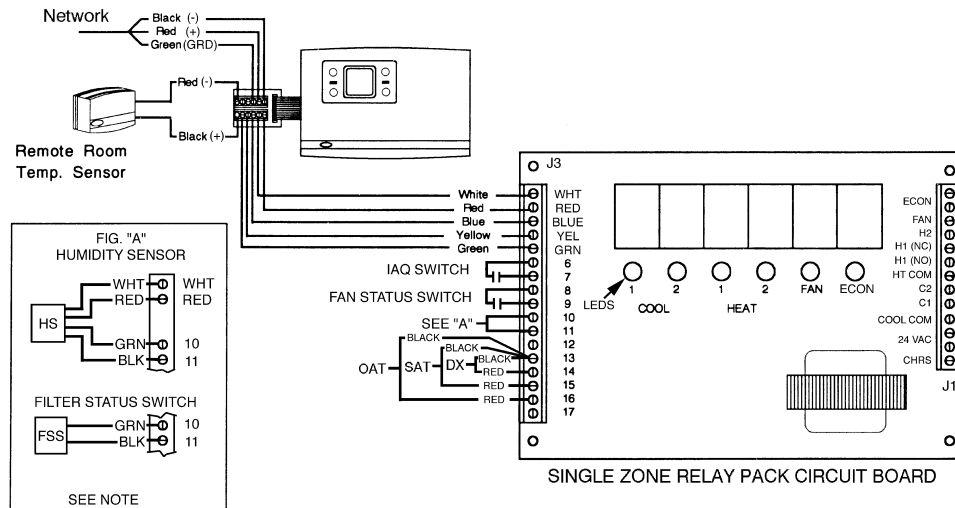 Network
Black (-)
Red (+)
Green (GRD)
Red (-)
Black (+)
Remote Room
Temp. Sensor
White
Red
Blue
Yellow
Green
IAQ SWITCH
FAN STATUS SWITCH
SEE "A"
BLACK
BLACK
BLACK
OAT
SAT
DX
RED
RED
RED
J3
WHT
RED
BLUE
YEL
GRN
6
7
8
9
10
11
12
13
14
15
16
17
LEDS
1 2 1 2 FAN ECON
COOL HEAT
ECON
FAN
H2
H1 (NC)
H1 (NO)
HT COM
C2
C1
COOL COM
24 VAC
CHRS
J1
SINGLE ZONE RELAY PACK CIRCUIT BOARD
FIG. "A"
HUMIDITY SENSOR
HS
WHT WHT
RED RED
GRN 10
BLK 11
FILTER STATUS SWITCH
FSS
GRN 10
BLK 11
SEE NOTE